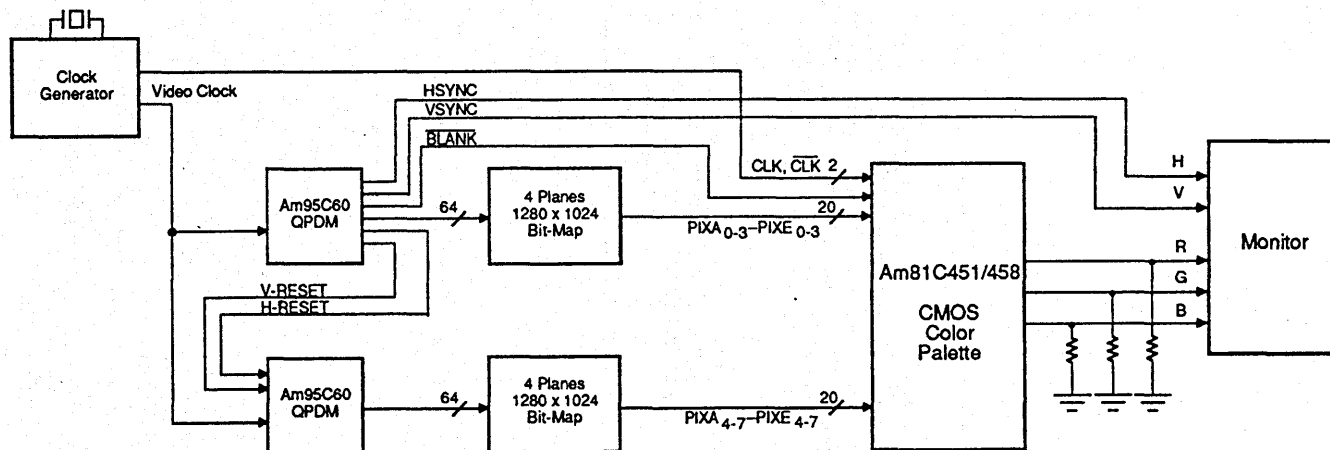 Clock
Generator
Video Clock
HSYNC
VSYNC
BLANK
CLK, CLK 2
Am95C60
QPDM
64
4 Planes
1280 x 1024
Bit-Map
20
PIXA0-3–PIXE0-3
V-RESET
H-RESET
Am95C60
QPDM
64
4 Planes
1280 x 1024
Bit-Map
20
PIXA4-7–PIXE4-7
Am81C451/458
CMOS
Color
Palette
H
V
R
G
B
Monitor